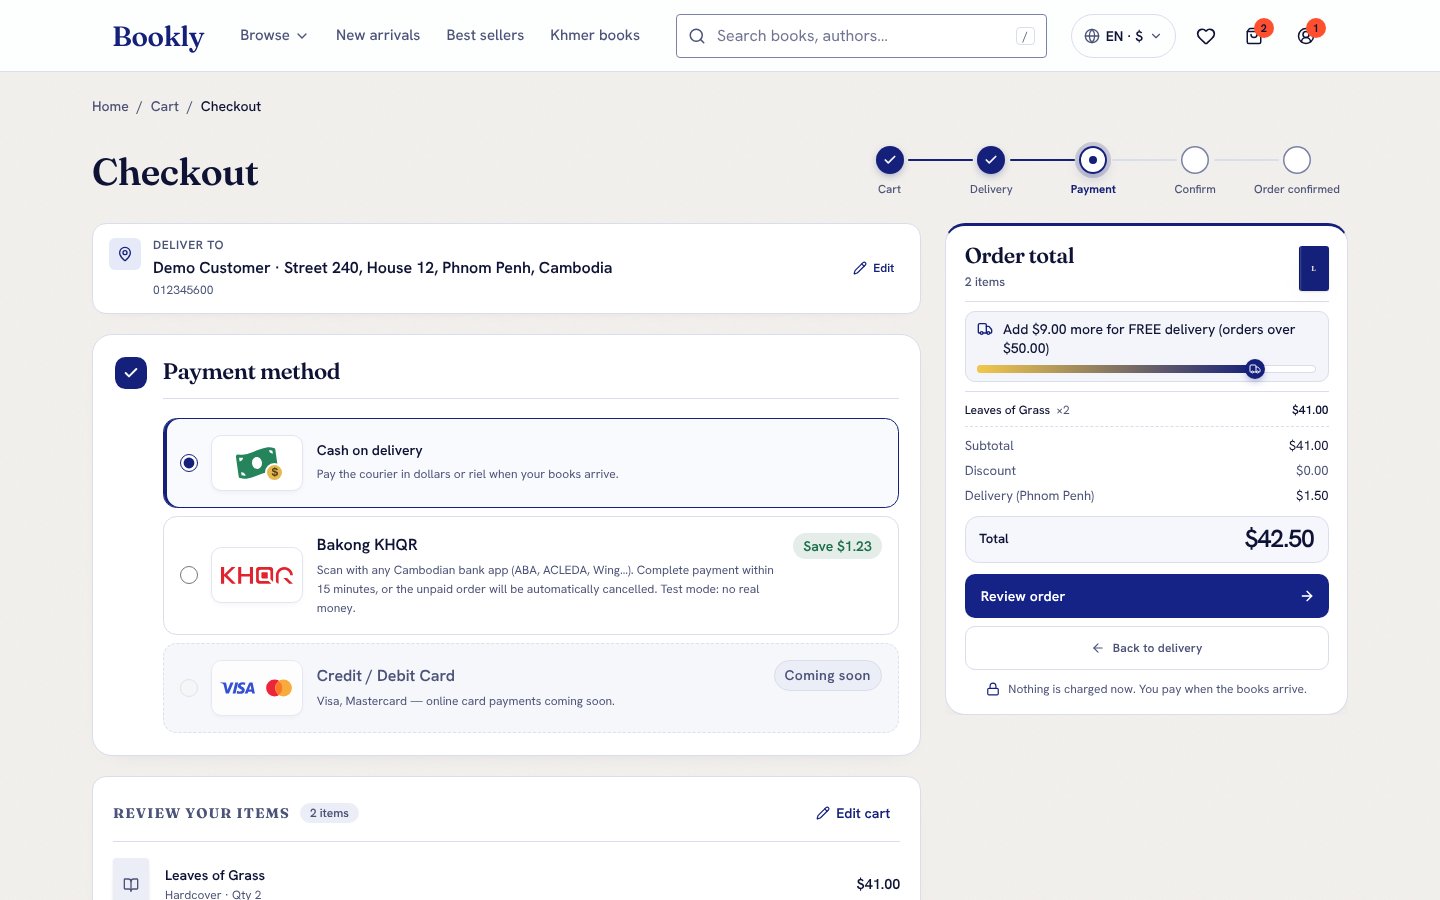 Bookly
Browse
New arrivals
Best sellers
Khmer books
Search books, authors...
/
EN · $
2
1
Home / Cart / Checkout
Checkout
Cart
Delivery
Payment
Confirm
Order confirmed
DELIVER TO
Demo Customer · Street 240, House 12, Phnom Penh, Cambodia
012345600
Edit
Payment method
Cash on delivery
Pay the courier in dollars or riel when your books arrive.
$
KHQR
Bakong KHQR
Save $1.23
Scan with any Cambodian bank app (ABA, ACLEDA, Wing...). Complete payment within
15 minutes, or the unpaid order will be automatically cancelled. Test mode: no real
money.
VISA
Credit / Debit Card
Coming soon
Visa, Mastercard — online card payments coming soon.
REVIEW YOUR ITEMS
2 items
Edit cart
Leaves of Grass
Hardcover · Qty 2
$41.00
Order total
2 items
L
Add $9.00 more for FREE delivery (orders over
$50.00)
Leaves of Grass ×2 $41.00
Subtotal $41.00
Discount $0.00
Delivery (Phnom Penh) $1.50
Total $42.50
Review order
Back to delivery
Nothing is charged now. You pay when the books arrive.